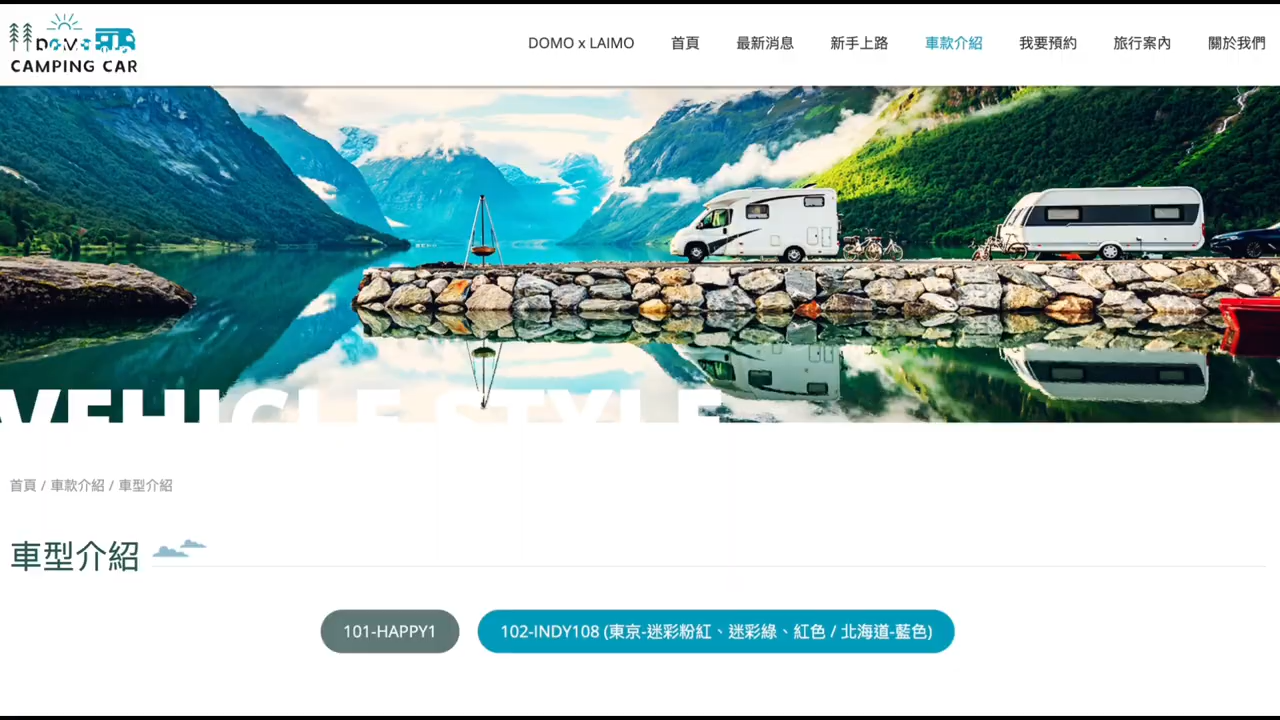 DOMO
CAMPING CAR
DOMO x LAIMO
首頁
最新消息
新手上路
車款介紹
我要預約
旅行案內
關於我們
VEHICLE STYLE
首頁 / 車款介紹 / 車型介紹
車型介紹
101-HAPPY1
102-INDY108 (東京-迷彩粉紅、迷彩綠、紅色 / 北海道-藍色)